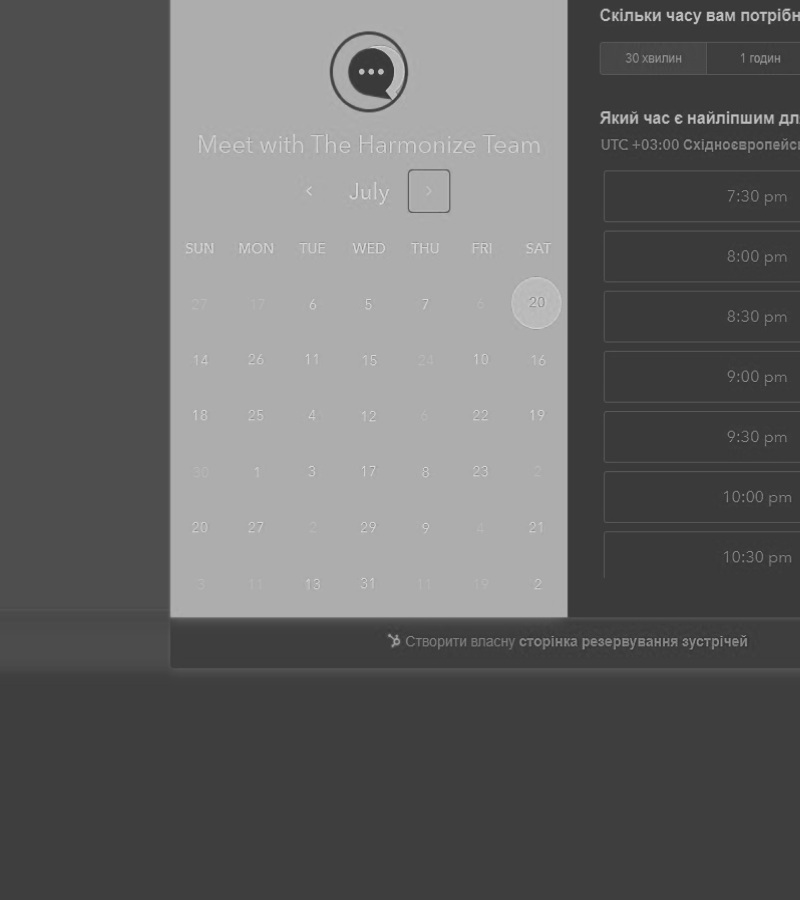 Скільки часу вам потрібн
30 хвилин 1 годин
Який час є найліпшим дл
UTC +03:00 Східноєвропейсь
Meet with The Harmonize Team
July
SUN MON TUE WED THU FRI SAT
27 17 6 5 7 6 20
14 26 11 15 24 10 16
18 25 4 12 6 22 19
30 1 3 17 8 23 2
20 27 2 29 9 4 21
3 11 13 31 11 19 2
7:30 pm
8:00 pm
8:30 pm
9:00 pm
9:30 pm
10:00 pm
10:30 pm
Створити власну сторінка резервування зустрічей